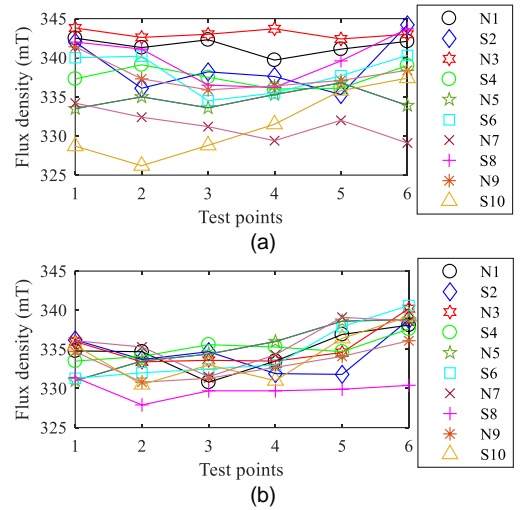 345
340
335
330
325
Flux density (mT)
1 2 3 4 5 6
Test points
(a)
N1
S2
N3
S4
N5
S6
N7
S8
N9
S10
345
340
335
330
325
Flux density (mT)
1 2 3 4 5 6
Test points
(b)
N1
S2
N3
S4
N5
S6
N7
S8
N9
S10